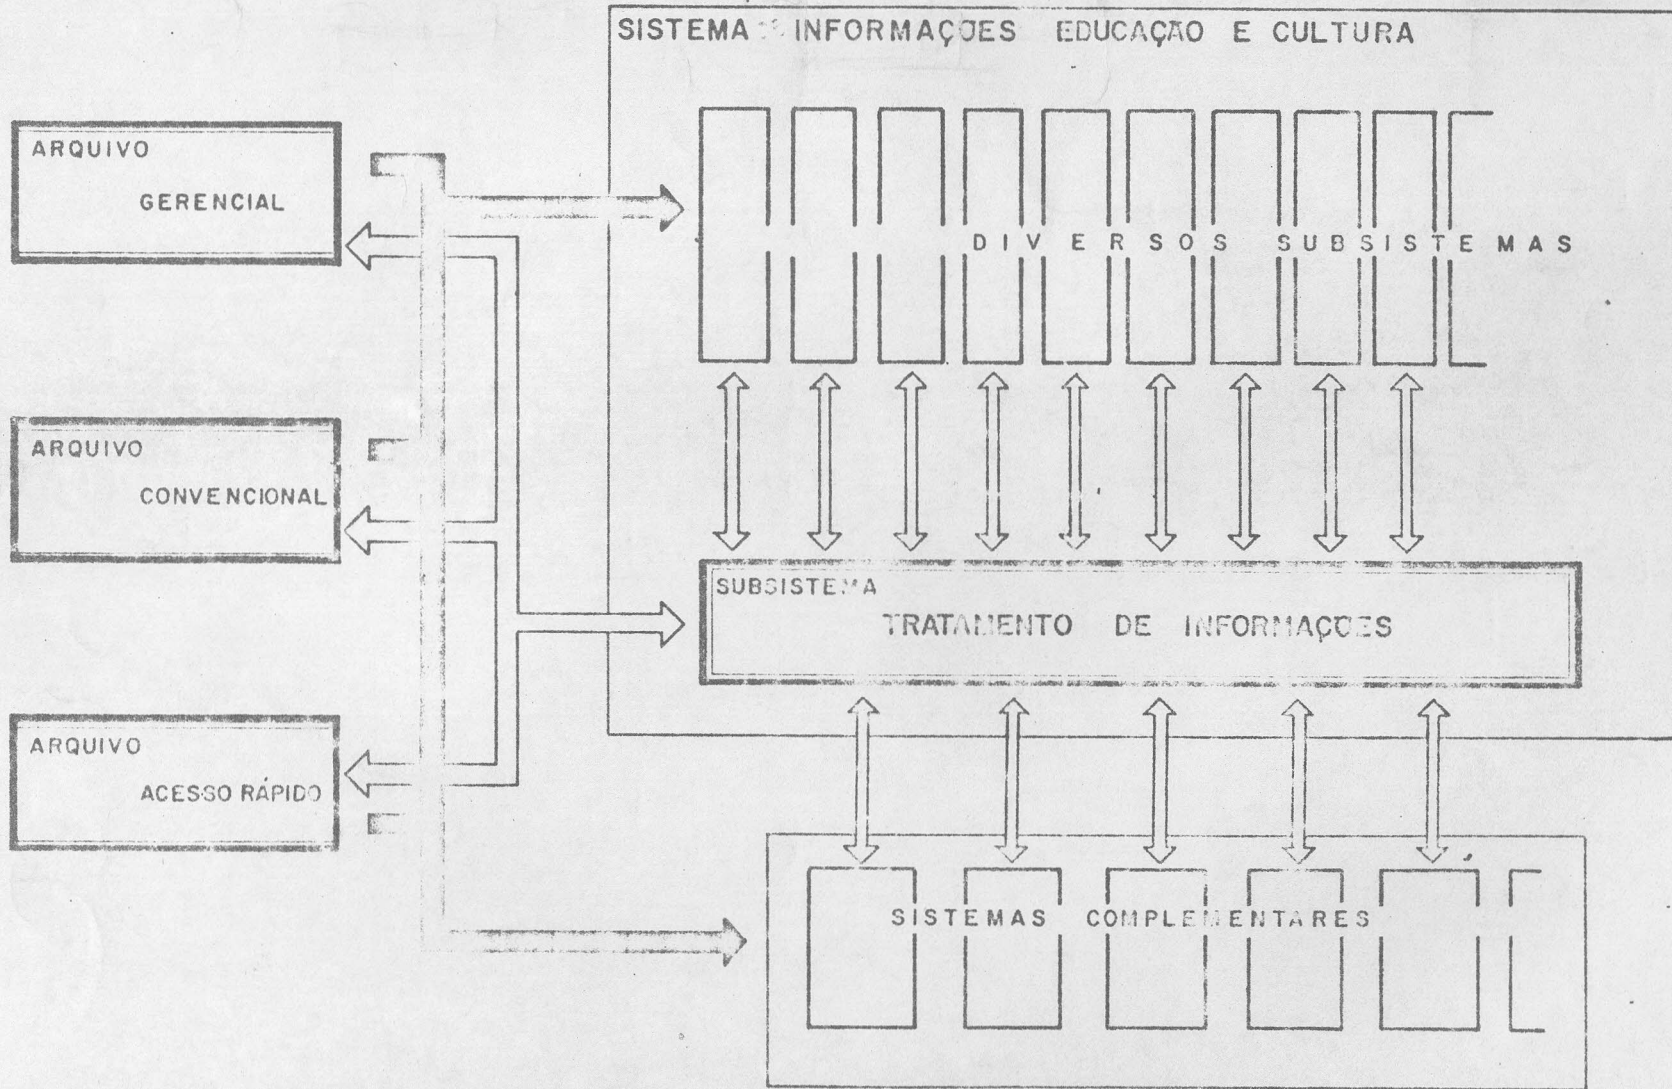 SISTEMA INFORMAÇÕES EDUCAÇÃO E CULTURA
ARQUIVO
GERENCIAL
DIVERSOS SUBSISTEMAS
ARQUIVO
CONVENCIONAL
SUBSISTEMA
TRATAMENTO DE INFORMAÇÕES
ARQUIVO
ACESSO RÁPIDO
SISTEMAS COMPLEMENTARES